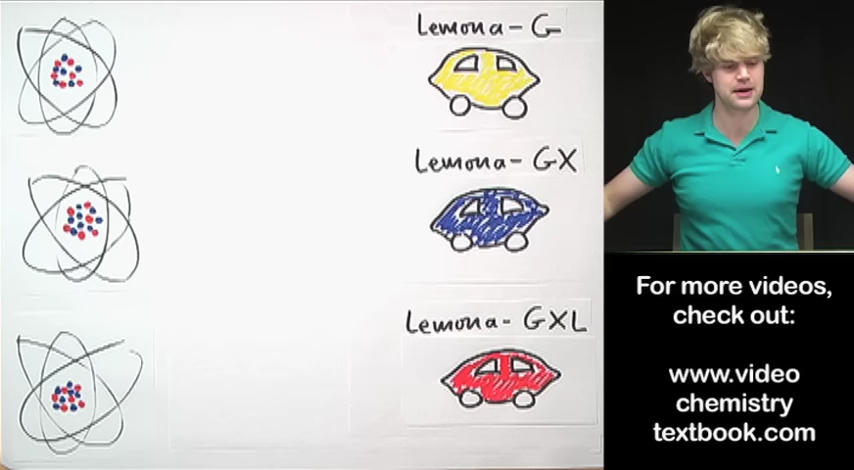 Lemona - G
Lemona - GX
Lemona - GXL
For more videos,
check out:
www.video
chemistry
textbook.com